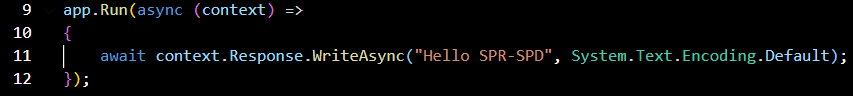 9 app.Run(async (context) =>
10 {
11 await context.Response.WriteAsync("Hello SPR-SPD", System.Text.Encoding.Default);
12 });